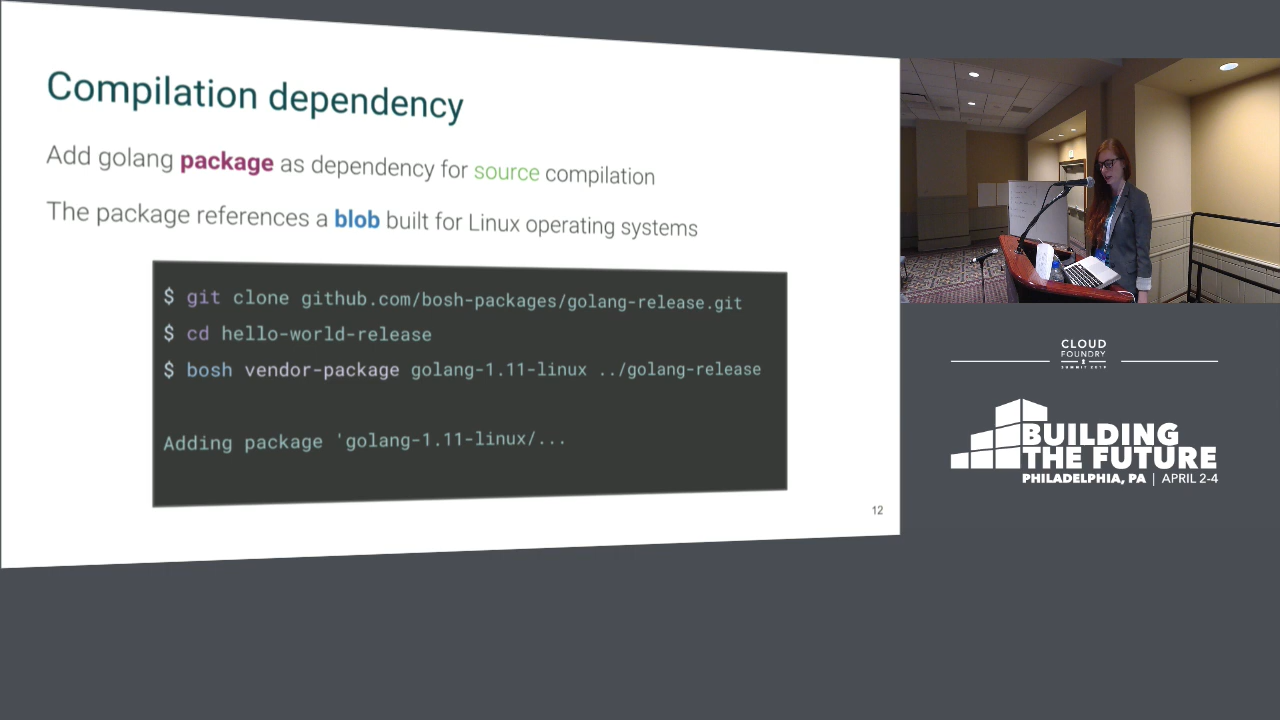 Compilation dependency
Add golang package as dependency for source compilation
The package references a blob built for Linux operating systems
$ git clone github.com/bosh-packages/golang-release.git
$ cd hello-world-release
$ bosh vendor-package golang-1.11-linux ../golang-release
Adding package 'golang-1.11-linux/...
12
CLOUD
FOUNDRY
SUMMIT 2019
BUILDING
THE FUTURE
PHILADELPHIA, PA | APRIL 2-4